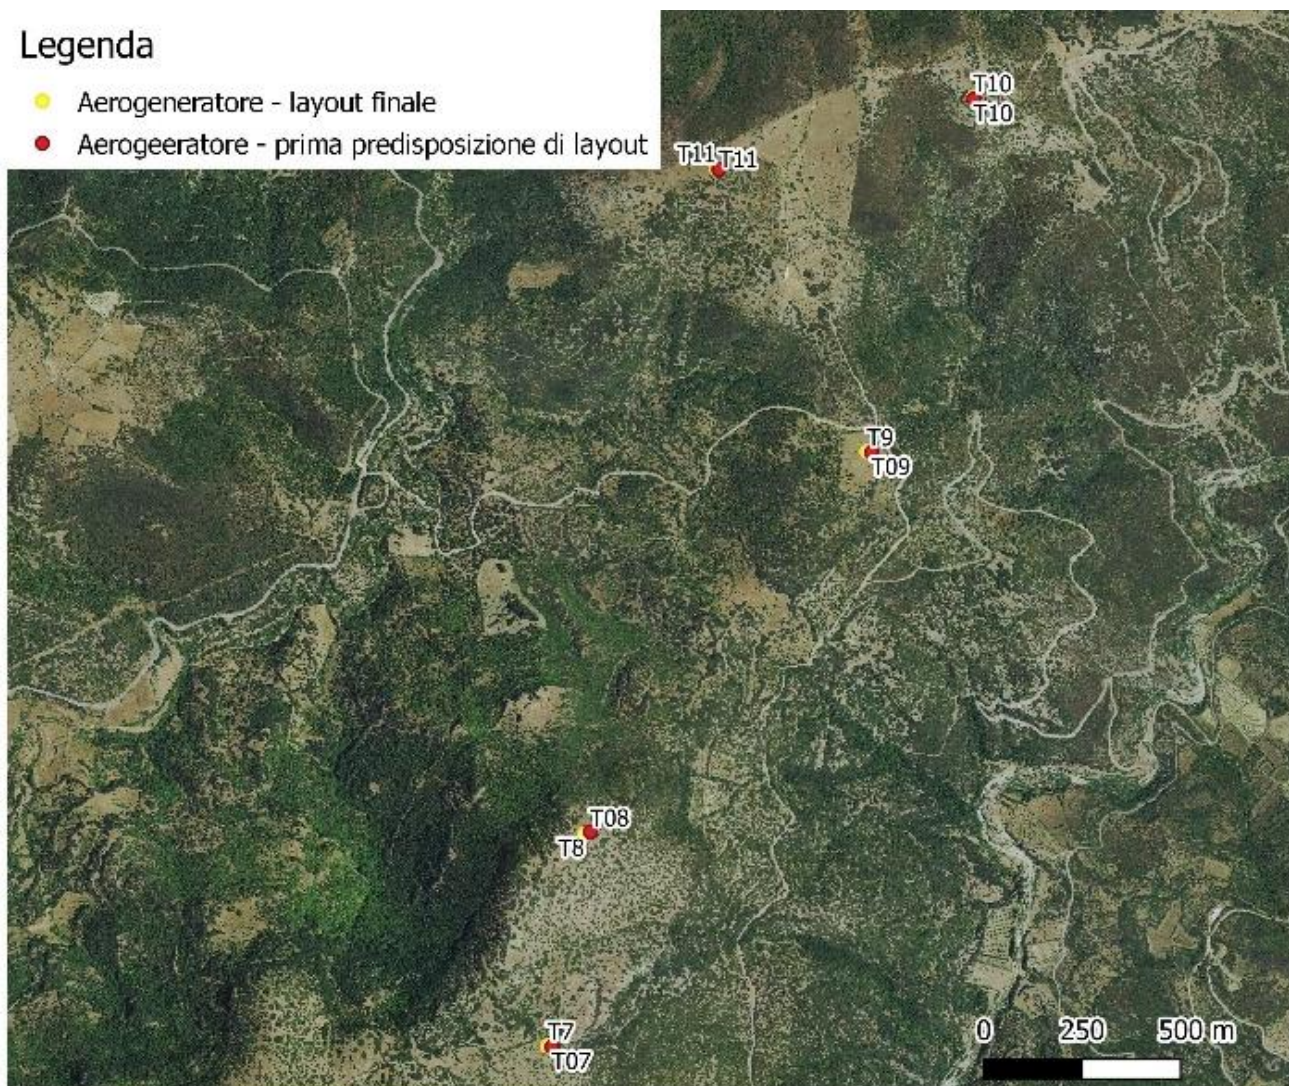 Legenda
Aerogeneratore - layout finale
Aerogeeratore - prima predisposizione di layout
T10
T10
T11 T11
T9
T09
T08
T8
T7
T07
0 250 500 m